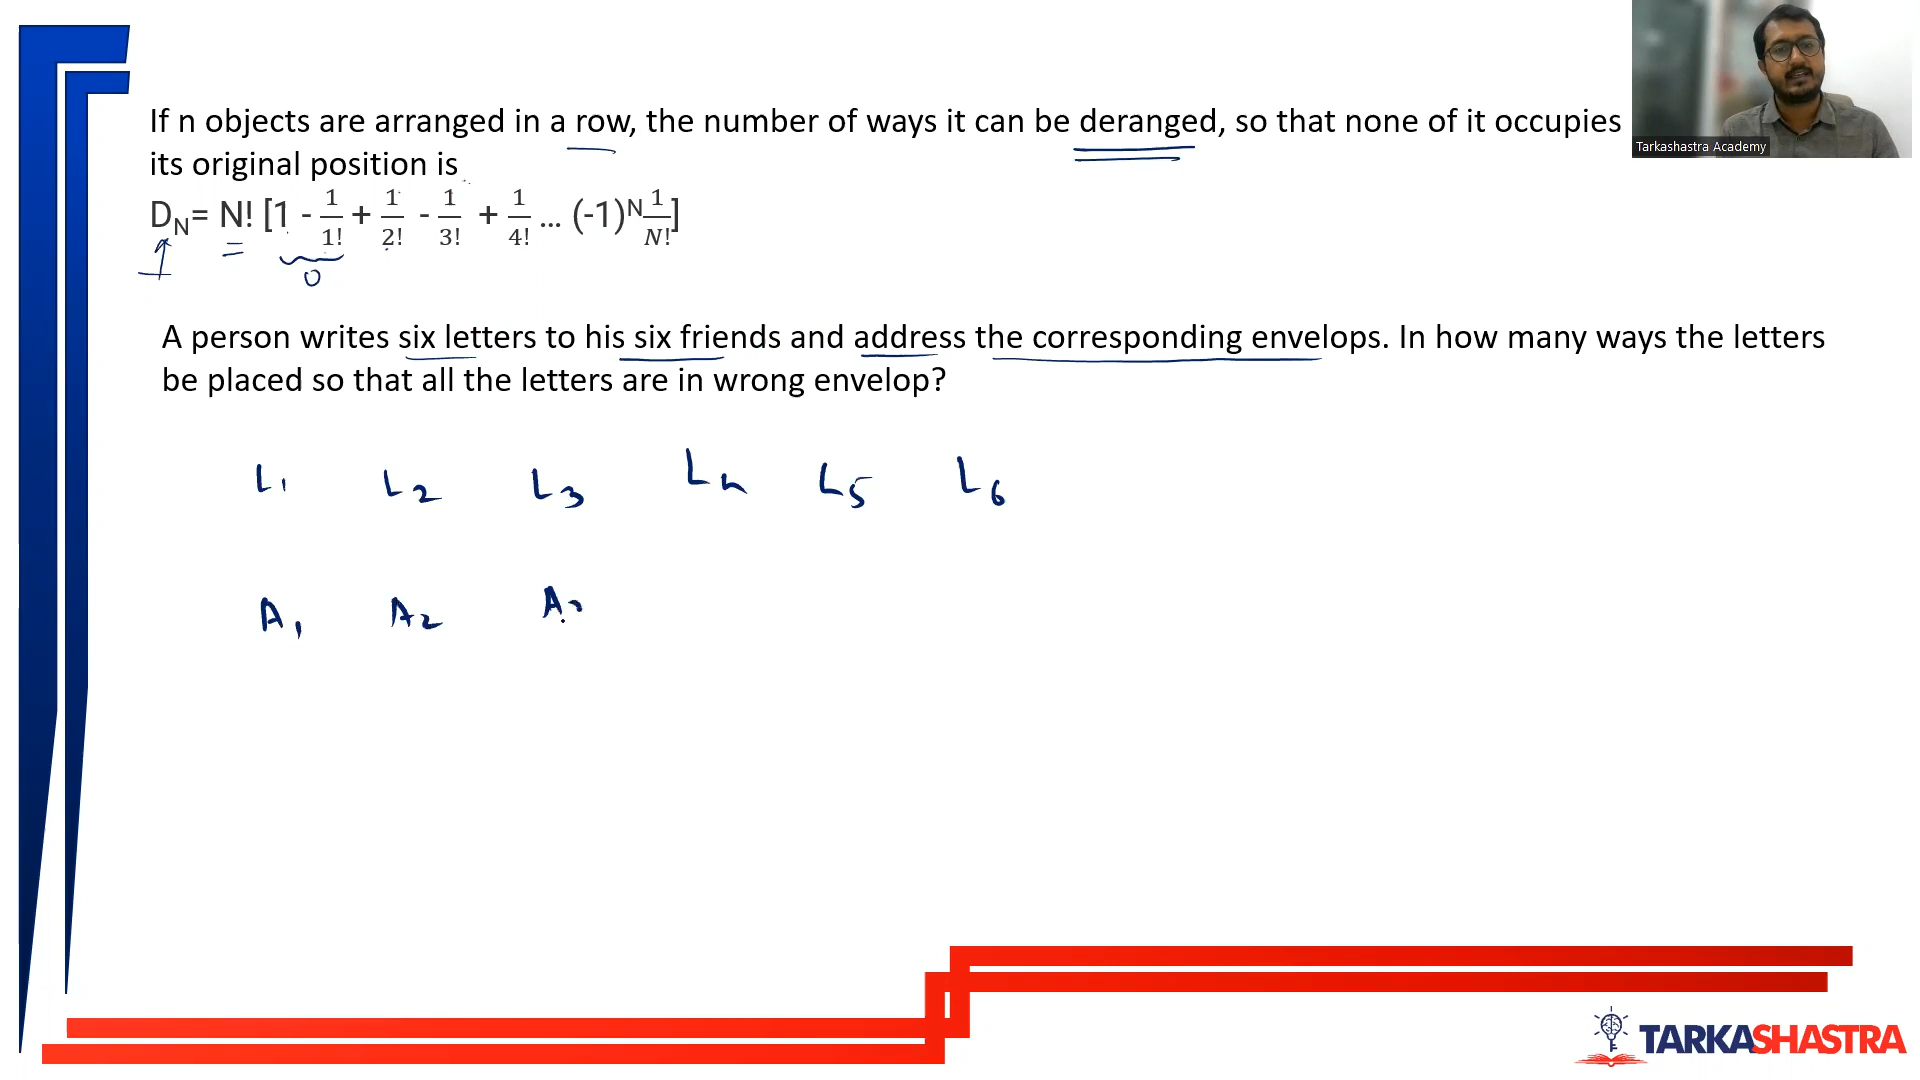 If n objects are arranged in a row, the number of ways it can be deranged, so that none of it occupies
its original position is
D_N= N! [1 - 1/1! + 1/2! - 1/3! + 1/4! … (-1)^N 1/N!]
0
A person writes six letters to his six friends and address the corresponding envelops. In how many ways the letters
be placed so that all the letters are in wrong envelop?
L1 L2 L3 L4 L5 L6
A1 A2 A
Tarkashastra Academy
TARKASHASTRA